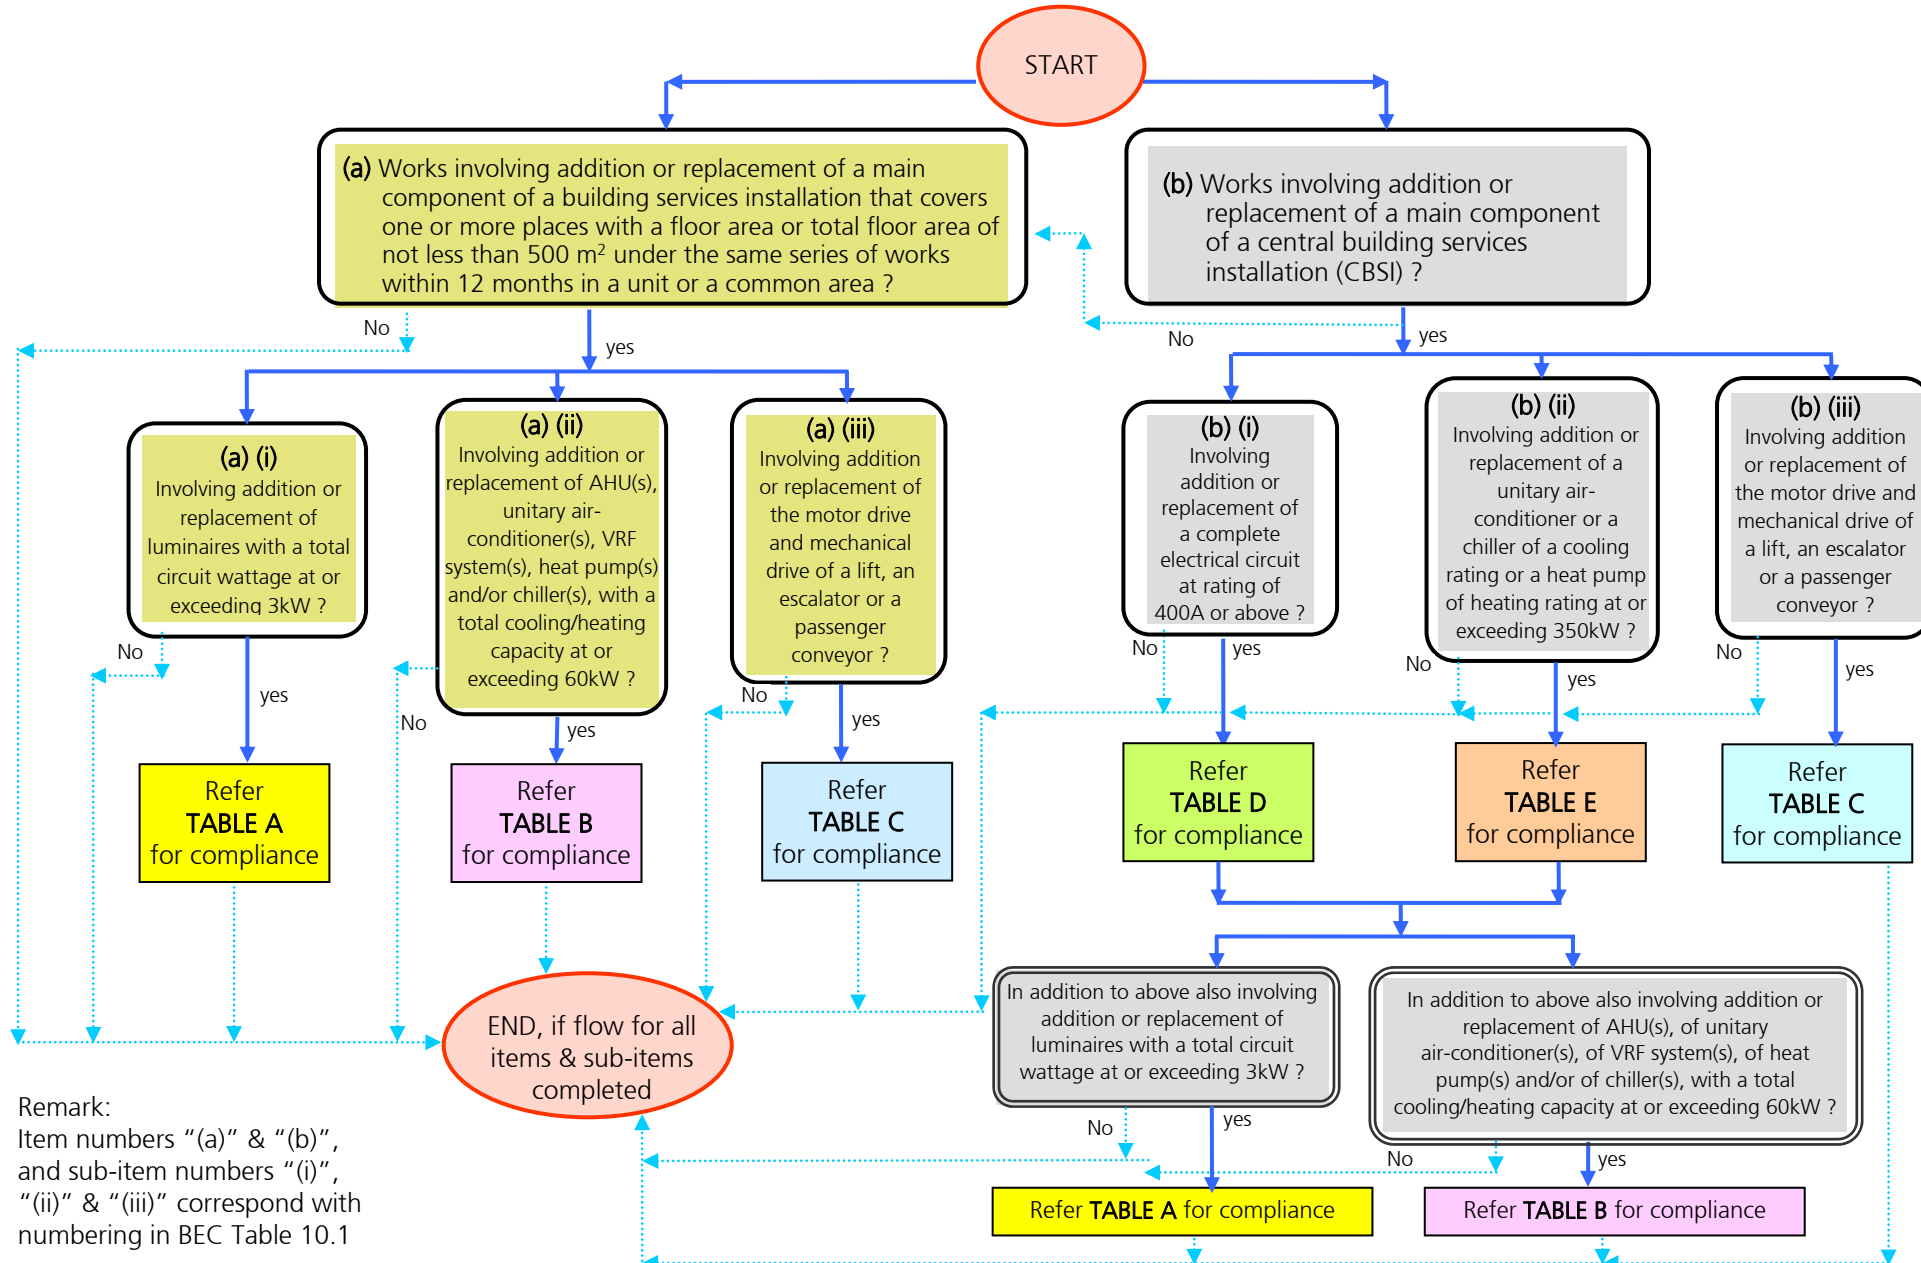 START
(a) Works involving addition or replacement of a main
component of a building services installation that covers
one or more places with a floor area or total floor area of
not less than 500 m² under the same series of works
within 12 months in a unit or a common area ?
(b) Works involving addition or
replacement of a main component
of a central building services
installation (CBSI) ?
No
yes
No
yes
(a) (i)
Involving addition or
replacement of
luminaires with a total
circuit wattage at or
exceeding 3kW ?
(a) (ii)
Involving addition or
replacement of AHU(s),
unitary air-
conditioner(s), VRF
system(s), heat pump(s)
and/or chiller(s), with a
total cooling/heating
capacity at or
exceeding 60kW ?
(a) (iii)
Involving addition
or replacement of
the motor drive
and mechanical
drive of a lift, an
escalator or a
passenger
conveyor ?
(b) (i)
Involving
addition or
replacement of
a complete
electrical circuit
at rating of
400A or above ?
(b) (ii)
Involving addition or
replacement of a
unitary air-
conditioner or a
chiller of a cooling
rating or a heat pump
of heating rating at or
exceeding 350kW ?
(b) (iii)
Involving addition
or replacement of
the motor drive and
mechanical drive of
a lift, an escalator
or a passenger
conveyor ?
No
yes
No
yes
No
yes
No
yes
No
yes
No
yes
Refer
TABLE A
for compliance
Refer
TABLE B
for compliance
Refer
TABLE C
for compliance
Refer
TABLE D
for compliance
Refer
TABLE E
for compliance
Refer
TABLE C
for compliance
END, if flow for all
items & sub-items
completed
In addition to above also involving
addition or replacement of
luminaires with a total circuit
wattage at or exceeding 3kW ?
In addition to above also involving addition or
replacement of AHU(s), of unitary
air-conditioner(s), of VRF system(s), of heat
pump(s) and/or of chiller(s), with a total
cooling/heating capacity at or exceeding 60kW ?
No
yes
No
yes
Refer TABLE A for compliance
Refer TABLE B for compliance
Remark:
Item numbers “(a)” & “(b)”,
and sub-item numbers “(i)”,
“(ii)” & “(iii)” correspond with
numbering in BEC Table 10.1